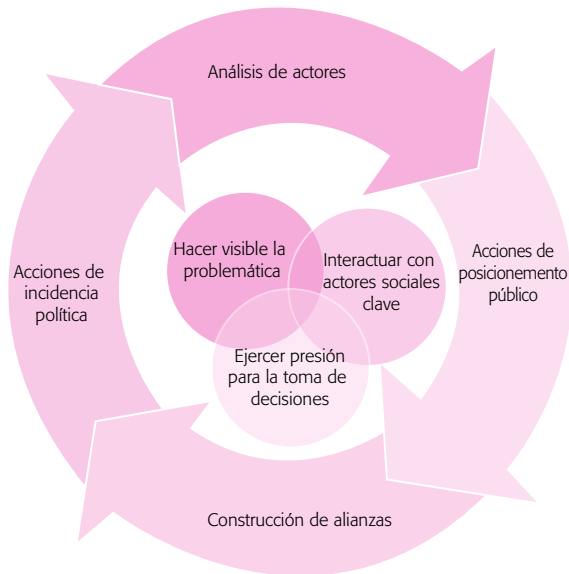 Análisis de actores
Hacer visible la
problemática
Interactuar con
actores sociales
clave
Acciones de
posicionemento
público
Acciones de
incidencia
política
Ejercer presión
para la toma de
decisiones
Construcción de alianzas